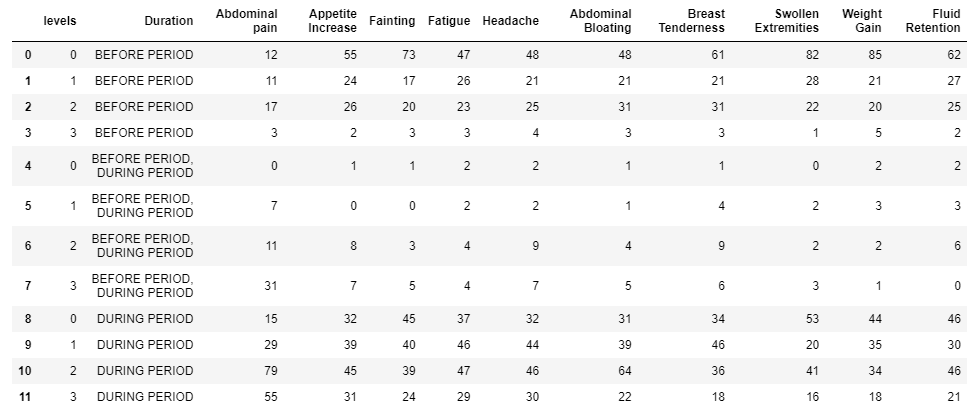 levels Duration Abdominal pain Appetite Increase Fainting Fatigue Headache Abdominal Bloating Breast Tenderness Swollen Extremities Weight Gain Fluid Retention
0 0 BEFORE PERIOD 12 55 73 47 48 48 61 82 85 62
1 1 BEFORE PERIOD 11 24 17 26 21 21 21 28 21 27
2 2 BEFORE PERIOD 17 26 20 23 25 31 31 22 20 25
3 3 BEFORE PERIOD 3 2 3 3 4 3 3 1 5 2
4 0 BEFORE PERIOD, DURING PERIOD 0 1 1 2 2 1 1 0 2 2
5 1 BEFORE PERIOD, DURING PERIOD 7 0 0 2 2 1 4 2 3 3
6 2 BEFORE PERIOD, DURING PERIOD 11 8 3 4 9 4 9 2 2 6
7 3 BEFORE PERIOD, DURING PERIOD 31 7 5 4 7 5 6 3 1 0
8 0 DURING PERIOD 15 32 45 37 32 31 34 53 44 46
9 1 DURING PERIOD 29 39 40 46 44 39 46 20 35 30
10 2 DURING PERIOD 79 45 39 47 46 64 36 41 34 46
11 3 DURING PERIOD 55 31 24 29 30 22 18 16 18 21